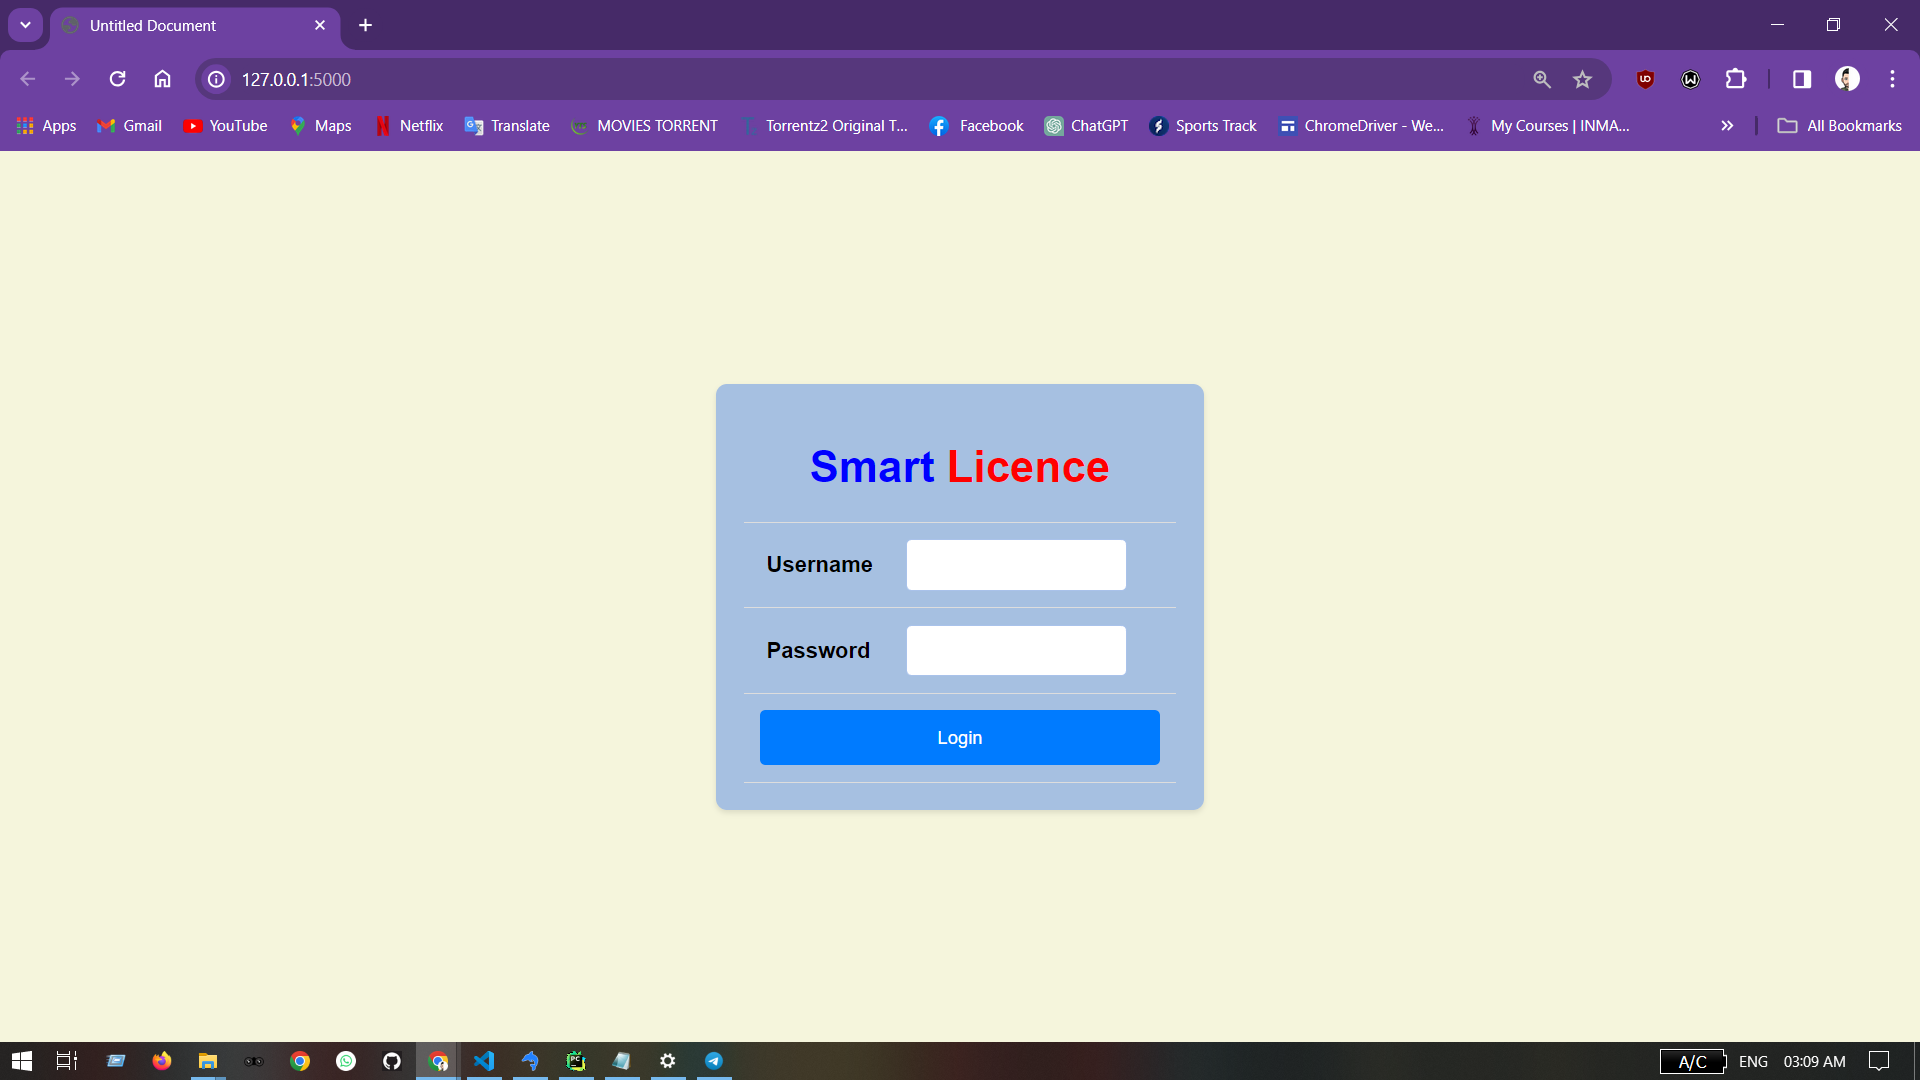 Untitled Document
127.0.0.1:5000
Apps Gmail YouTube Maps Netflix Translate MOVIES TORRENT Torrentz2 Original T... Facebook ChatGPT Sports Track ChromeDriver - We... My Courses | INMA... All Bookmarks
Smart Licence
Username
Password
Login
A/C ENG 03:09 AM